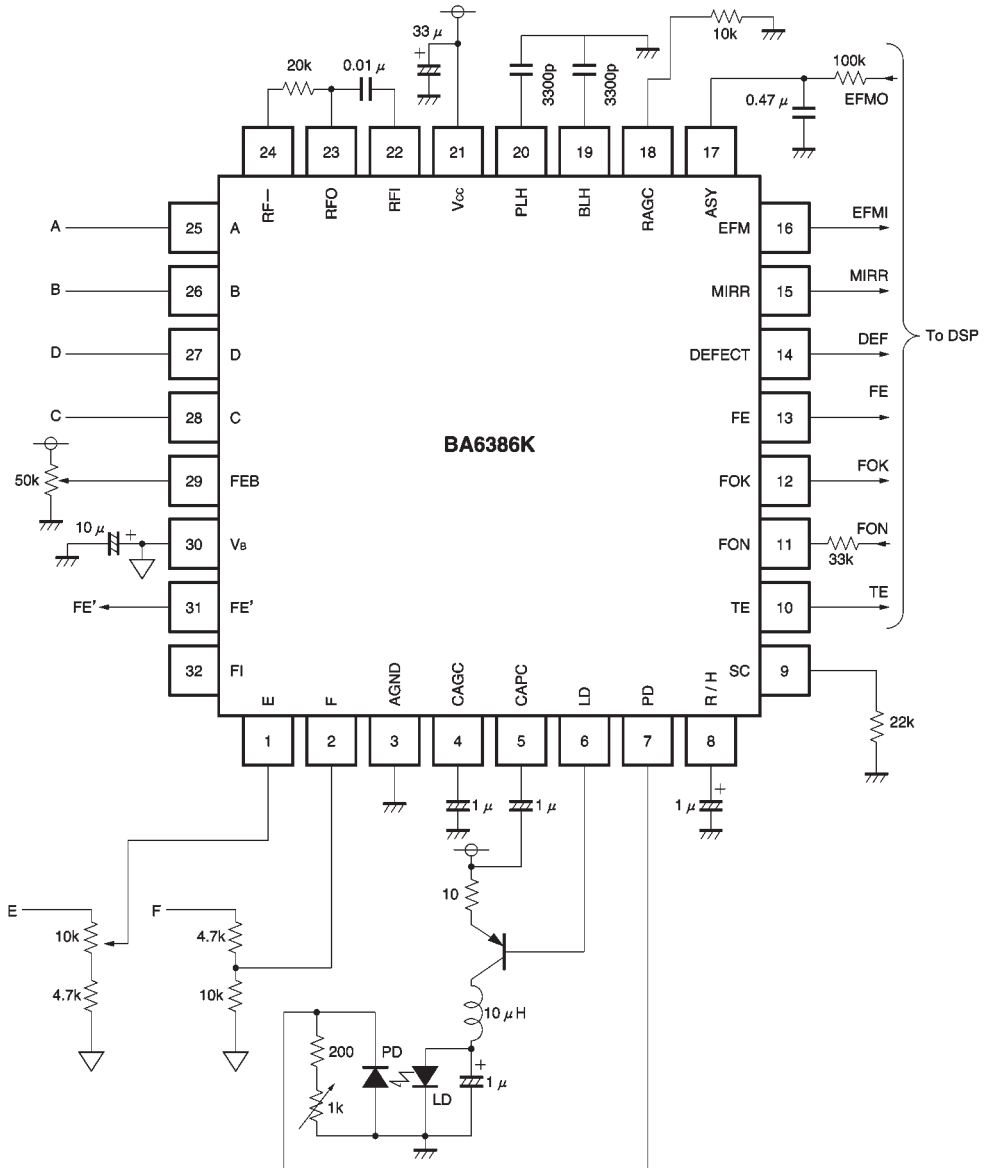 33 μ
10k
20k
0.01 μ
3300p
3300p
100k
0.47 μ
EFMO
24
23
22
21
20
19
18
17
RF−
RFO
RFI
Vcc
PLH
BLH
RAGC
ASY
A
25
A
EFM
16
EFMI
B
26
B
MIRR
15
MIRR
D
27
D
DEFECT
14
DEF
To DSP
C
28
C
FE
13
FE
BA6386K
50k
29
FEB
FOK
12
FOK
10 μ
+
30
VB
FON
11
FON
33k
FE'
31
FE'
TE
10
TE
32
FI
SC
9
22k
E
F
AGND
CAGC
CAPC
LD
PD
R / H
1
2
3
4
5
6
7
8
1 μ
1 μ
1 μ
+
10
E
10k
4.7k
F
4.7k
10k
10 μH
200
1k
PD
LD
+
1 μ
+